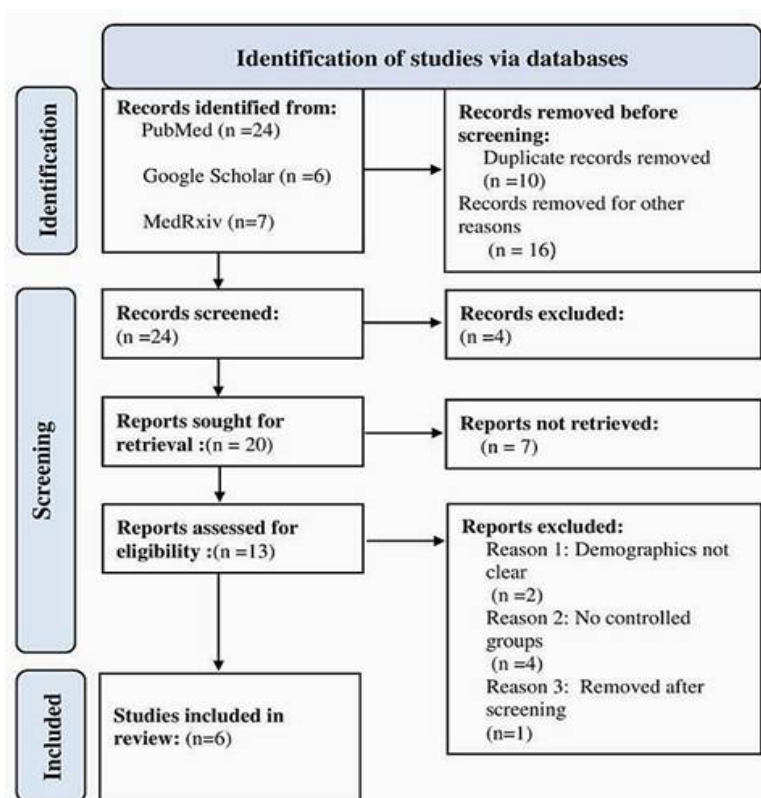 Identification of studies via databases
Identification
Records identified from:
PubMed (n =24)
Google Scholar (n =6)
MedRxiv (n=7)
Records removed before
screening:
Duplicate records removed
(n =10)
Records removed for other
reasons
(n = 16)
Screening
Records screened:
(n =24)
Records excluded:
(n =4)
Reports sought for
retrieval :(n = 20)
Reports not retrieved:
(n = 7)
Reports assessed for
eligibility :(n =13)
Reports excluded:
Reason 1: Demographics not
clear
(n =2)
Reason 2: No controlled
groups
(n =4)
Reason 3: Removed after
screening
(n=1)
Included
Studies included in
review: (n=6)